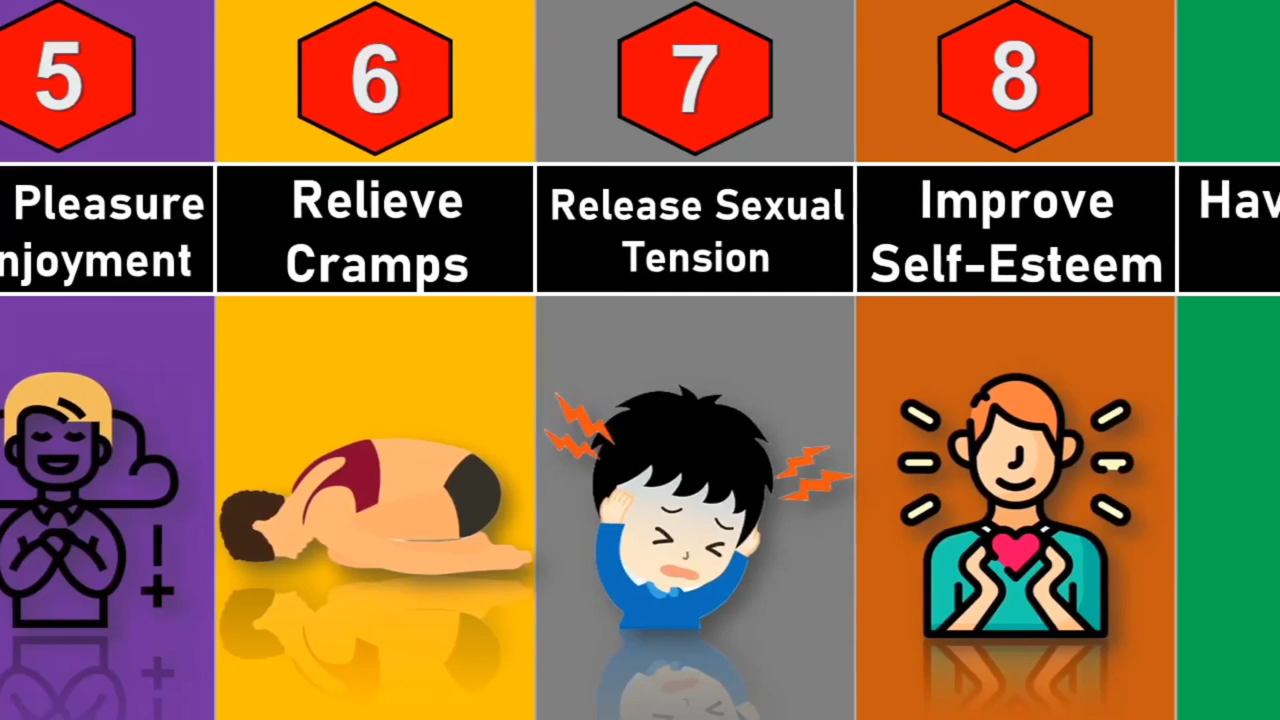 5
6
7
8
Pleasure
njoyment
Relieve
Cramps
Release Sexual
Tension
Improve
Self-Esteem
Hav